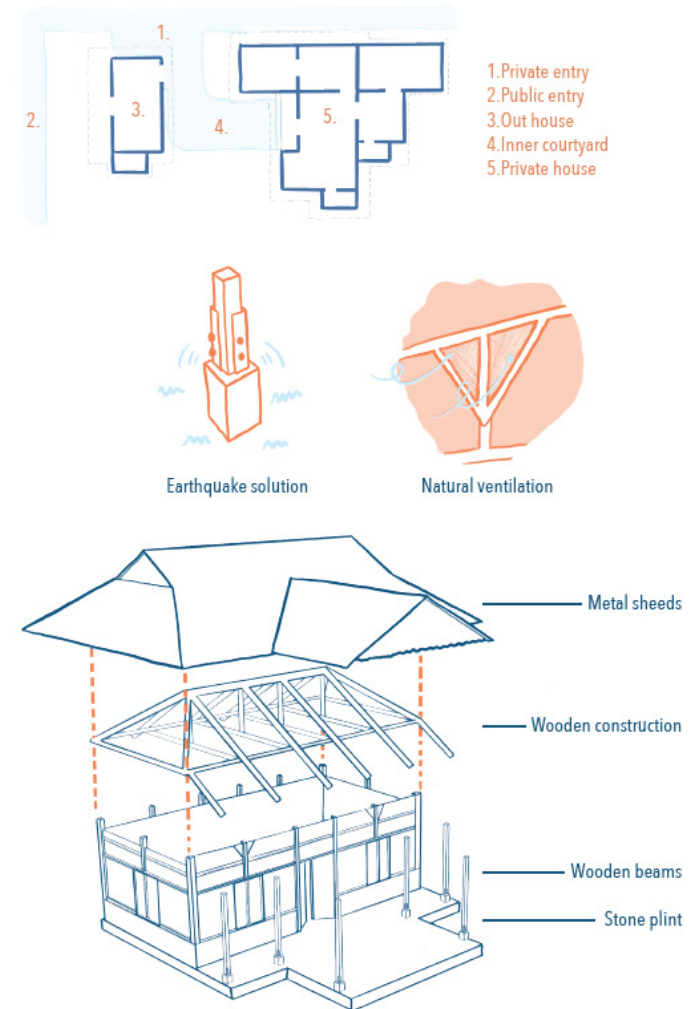 1.
2.
3.
4.
5.
1.Private entry
2.Public entry
3.Out house
4.Inner courtyard
5.Private house
Earthquake solution
Natural ventilation
Metal sheeds
Wooden construction
Wooden beams
Stone plint